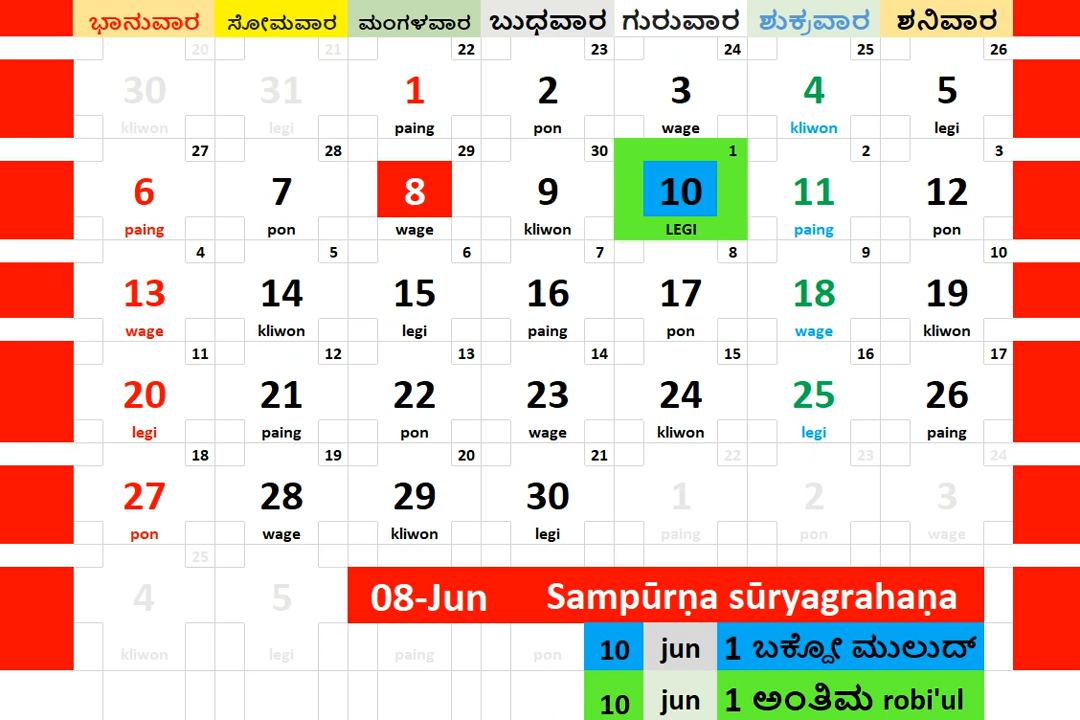 ಭಾನುವಾರ ಸೋಮವಾರ ಮಂಗಳವಾರ ಬುಧವಾರ ಗುರುವಾರ ಶುಕ್ರವಾರ ಶನಿವಾರ
20 21 22 23 24 25 26
30 31 1 2 3 4 5
kliwon legi paing pon wage kliwon legi
27 28 29 30 1 2 3
6 7 8 9 10 11 12
paing pon wage kliwon LEGI paing pon
4 5 6 7 8 9 10
13 14 15 16 17 18 19
wage kliwon legi paing pon wage kliwon
11 12 13 14 15 16 17
20 21 22 23 24 25 26
legi paing pon wage kliwon legi paing
18 19 20 21 22 23 24
27 28 29 30 1 2 3
pon wage kliwon legi paing pon wage
25
4 5 08-Jun Sampūrṇa sūryagrahaṇa
kliwon legi paing pon 10 jun 1 ಬಕ್ದೋ ಮುಲುದ್
10 jun 1 ಅಂತಿಮ robi'ul